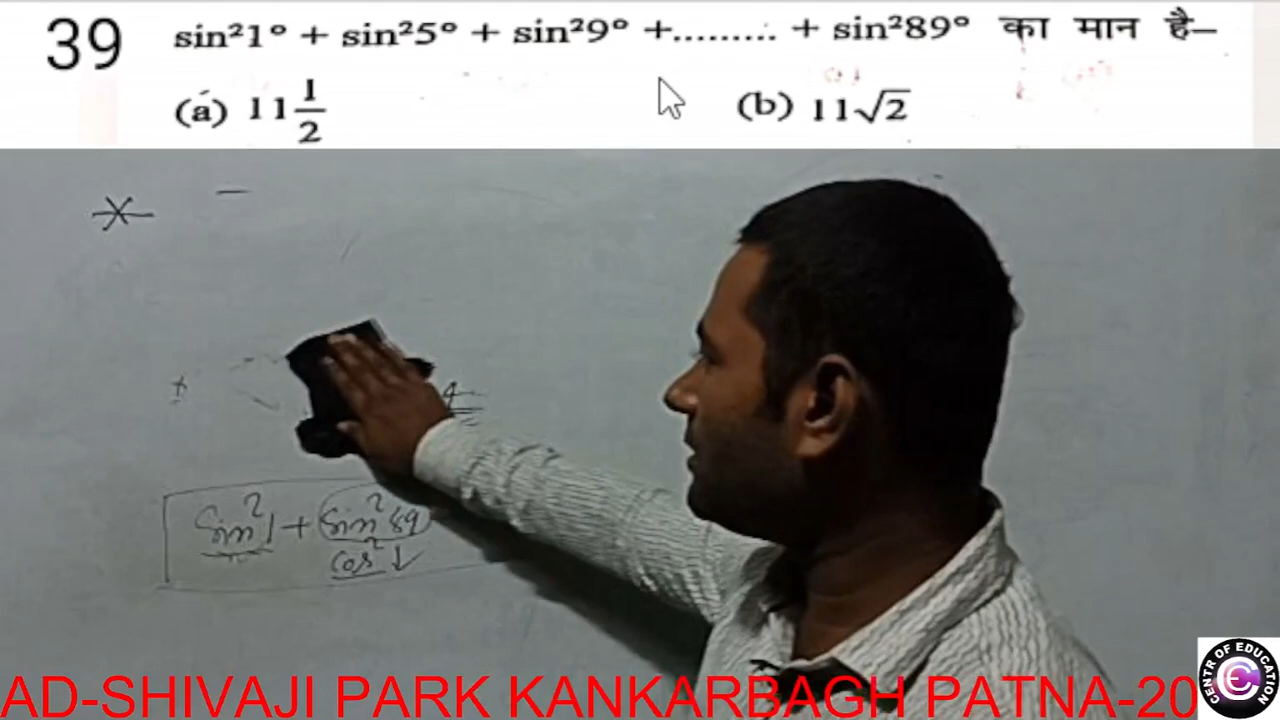 39 sin²1° + sin²5° + sin²9° +......... + sin²89° का मान है–
(a) 11 1/2 (b) 11√2
sin²1 + sin²89
cos²1
AD-SHIVAJI PARK KANKARBAGH PATNA-20
CENTR OF EDUCATION